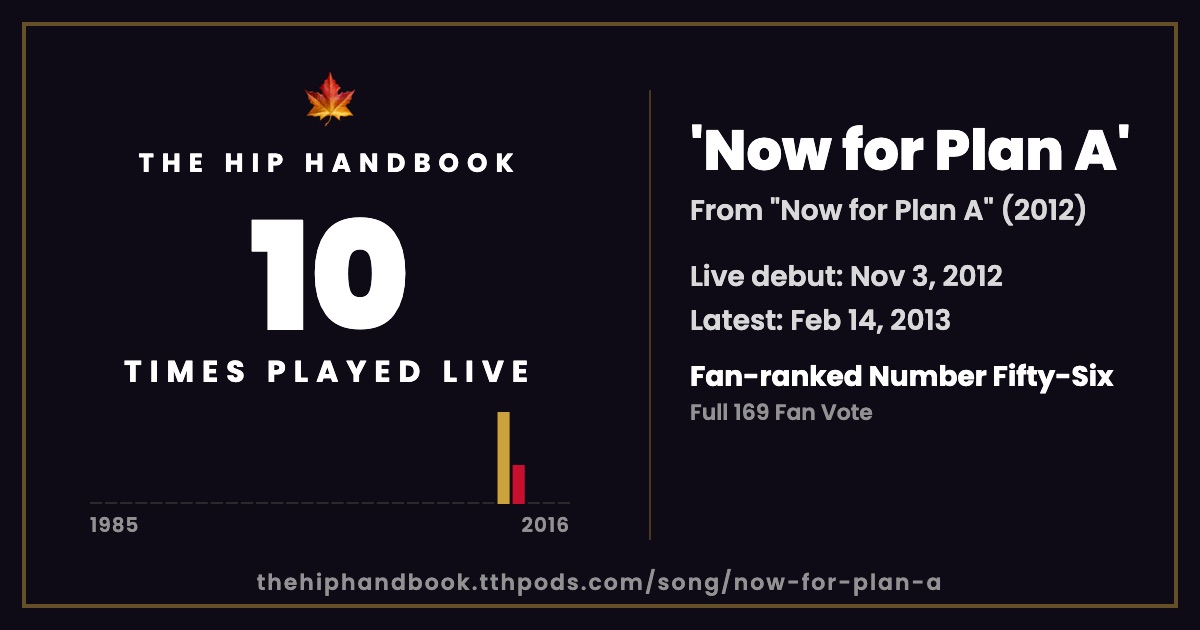 THE HIP HANDBOOK
10
TIMES PLAYED LIVE
1985
2016
'Now for Plan A'
From "Now for Plan A" (2012)
Live debut: Nov 3, 2012
Latest: Feb 14, 2013
Fan-ranked Number Fifty-Six
Full 169 Fan Vote
thehiphandbook.tthpods.com/song/now-for-plan-a